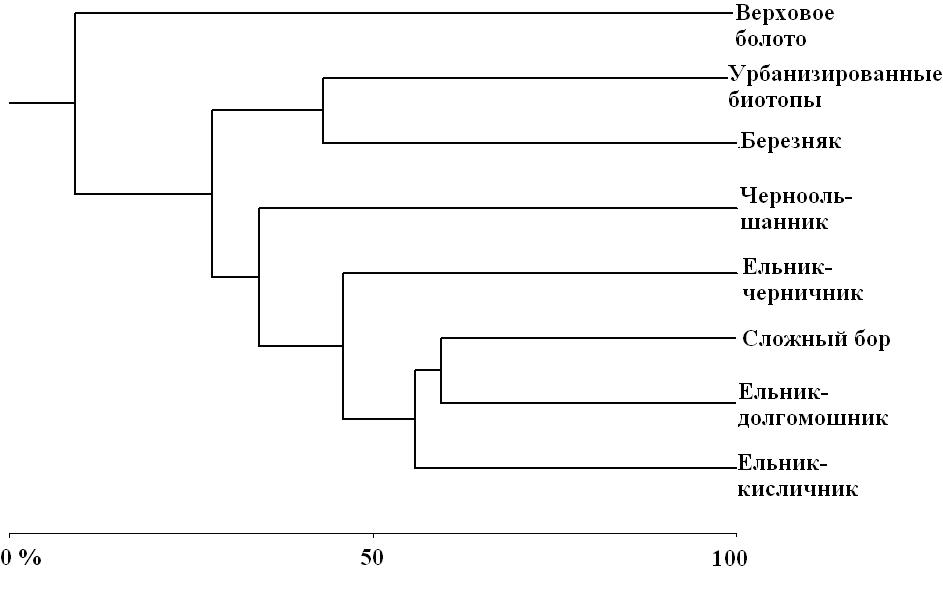 Верховое
болото
Урбанизированные
биотопы
Березняк
Чернооль-
шанник
Ельник-
черничник
Сложный бор
Ельник-
долгомошник
Ельник-
кисличник
0 % 50 100